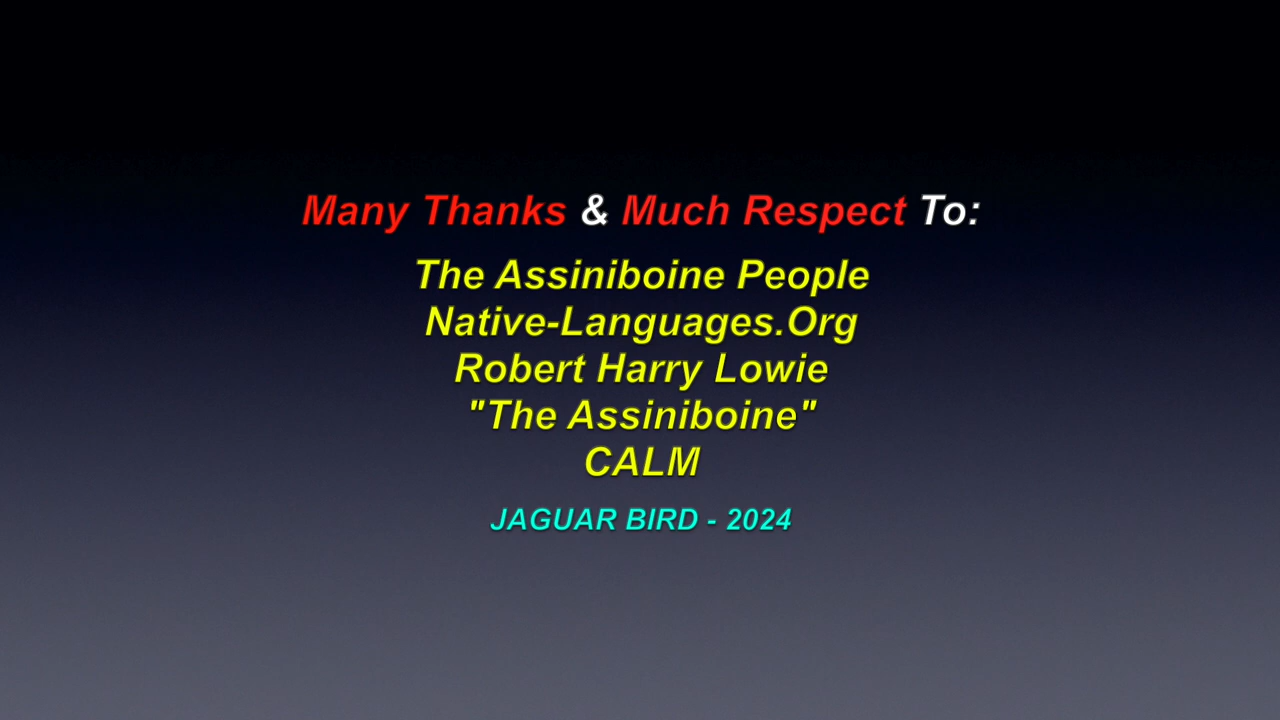 Many Thanks & Much Respect To:
The Assiniboine People
Native-Languages.Org
Robert Harry Lowie
"The Assiniboine"
CALM
JAGUAR BIRD - 2024